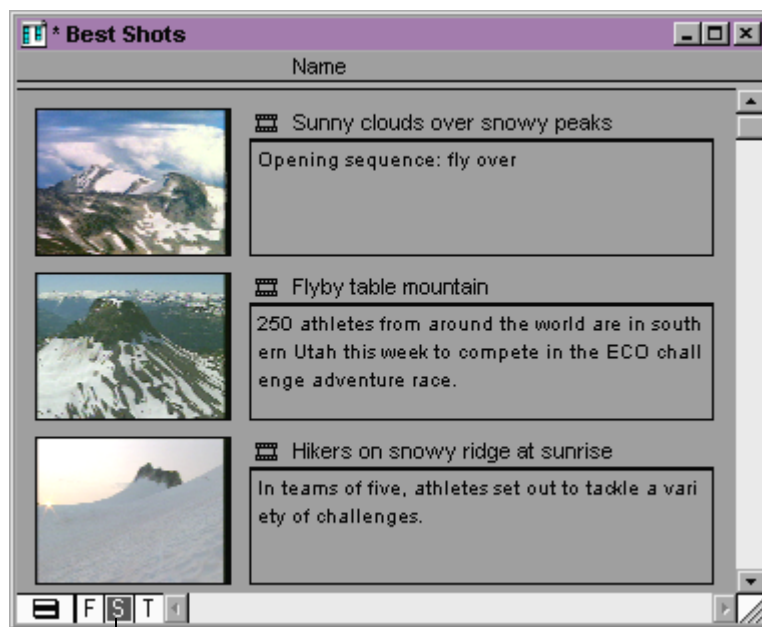 * Best Shots
Name
Sunny clouds over snowy peaks
Opening sequence: fly over
Flyby table mountain
250 athletes from around the world are in south
ern Utah this week to compete in the ECO chall
enge adventure race.
Hikers on snowy ridge at sunrise
In teams of five, athletes set out to tackle a vari
ety of challenges.
F S T